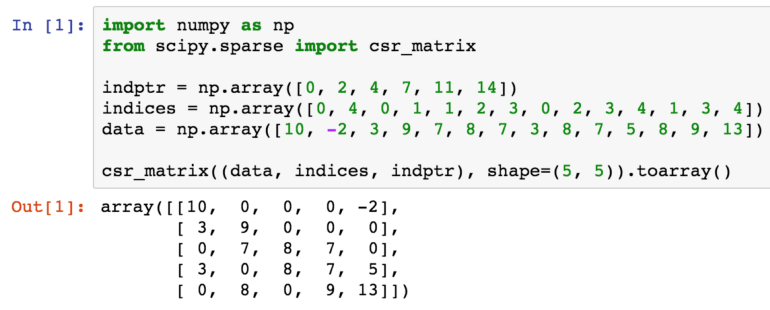 In [1]: import numpy as np
from scipy.sparse import csr_matrix
indptr = np.array([0, 2, 4, 7, 11, 14])
indices = np.array([0, 4, 0, 1, 1, 2, 3, 0, 2, 3, 4, 1, 3, 4])
data = np.array([10, -2, 3, 9, 7, 8, 7, 3, 8, 7, 5, 8, 9, 13])
csr_matrix((data, indices, indptr), shape=(5, 5)).toarray()
Out[1]: array([[10, 0, 0, 0, -2],
[ 3, 9, 0, 0, 0],
[ 0, 7, 8, 7, 0],
[ 3, 0, 8, 7, 5],
[ 0, 8, 0, 9, 13]])